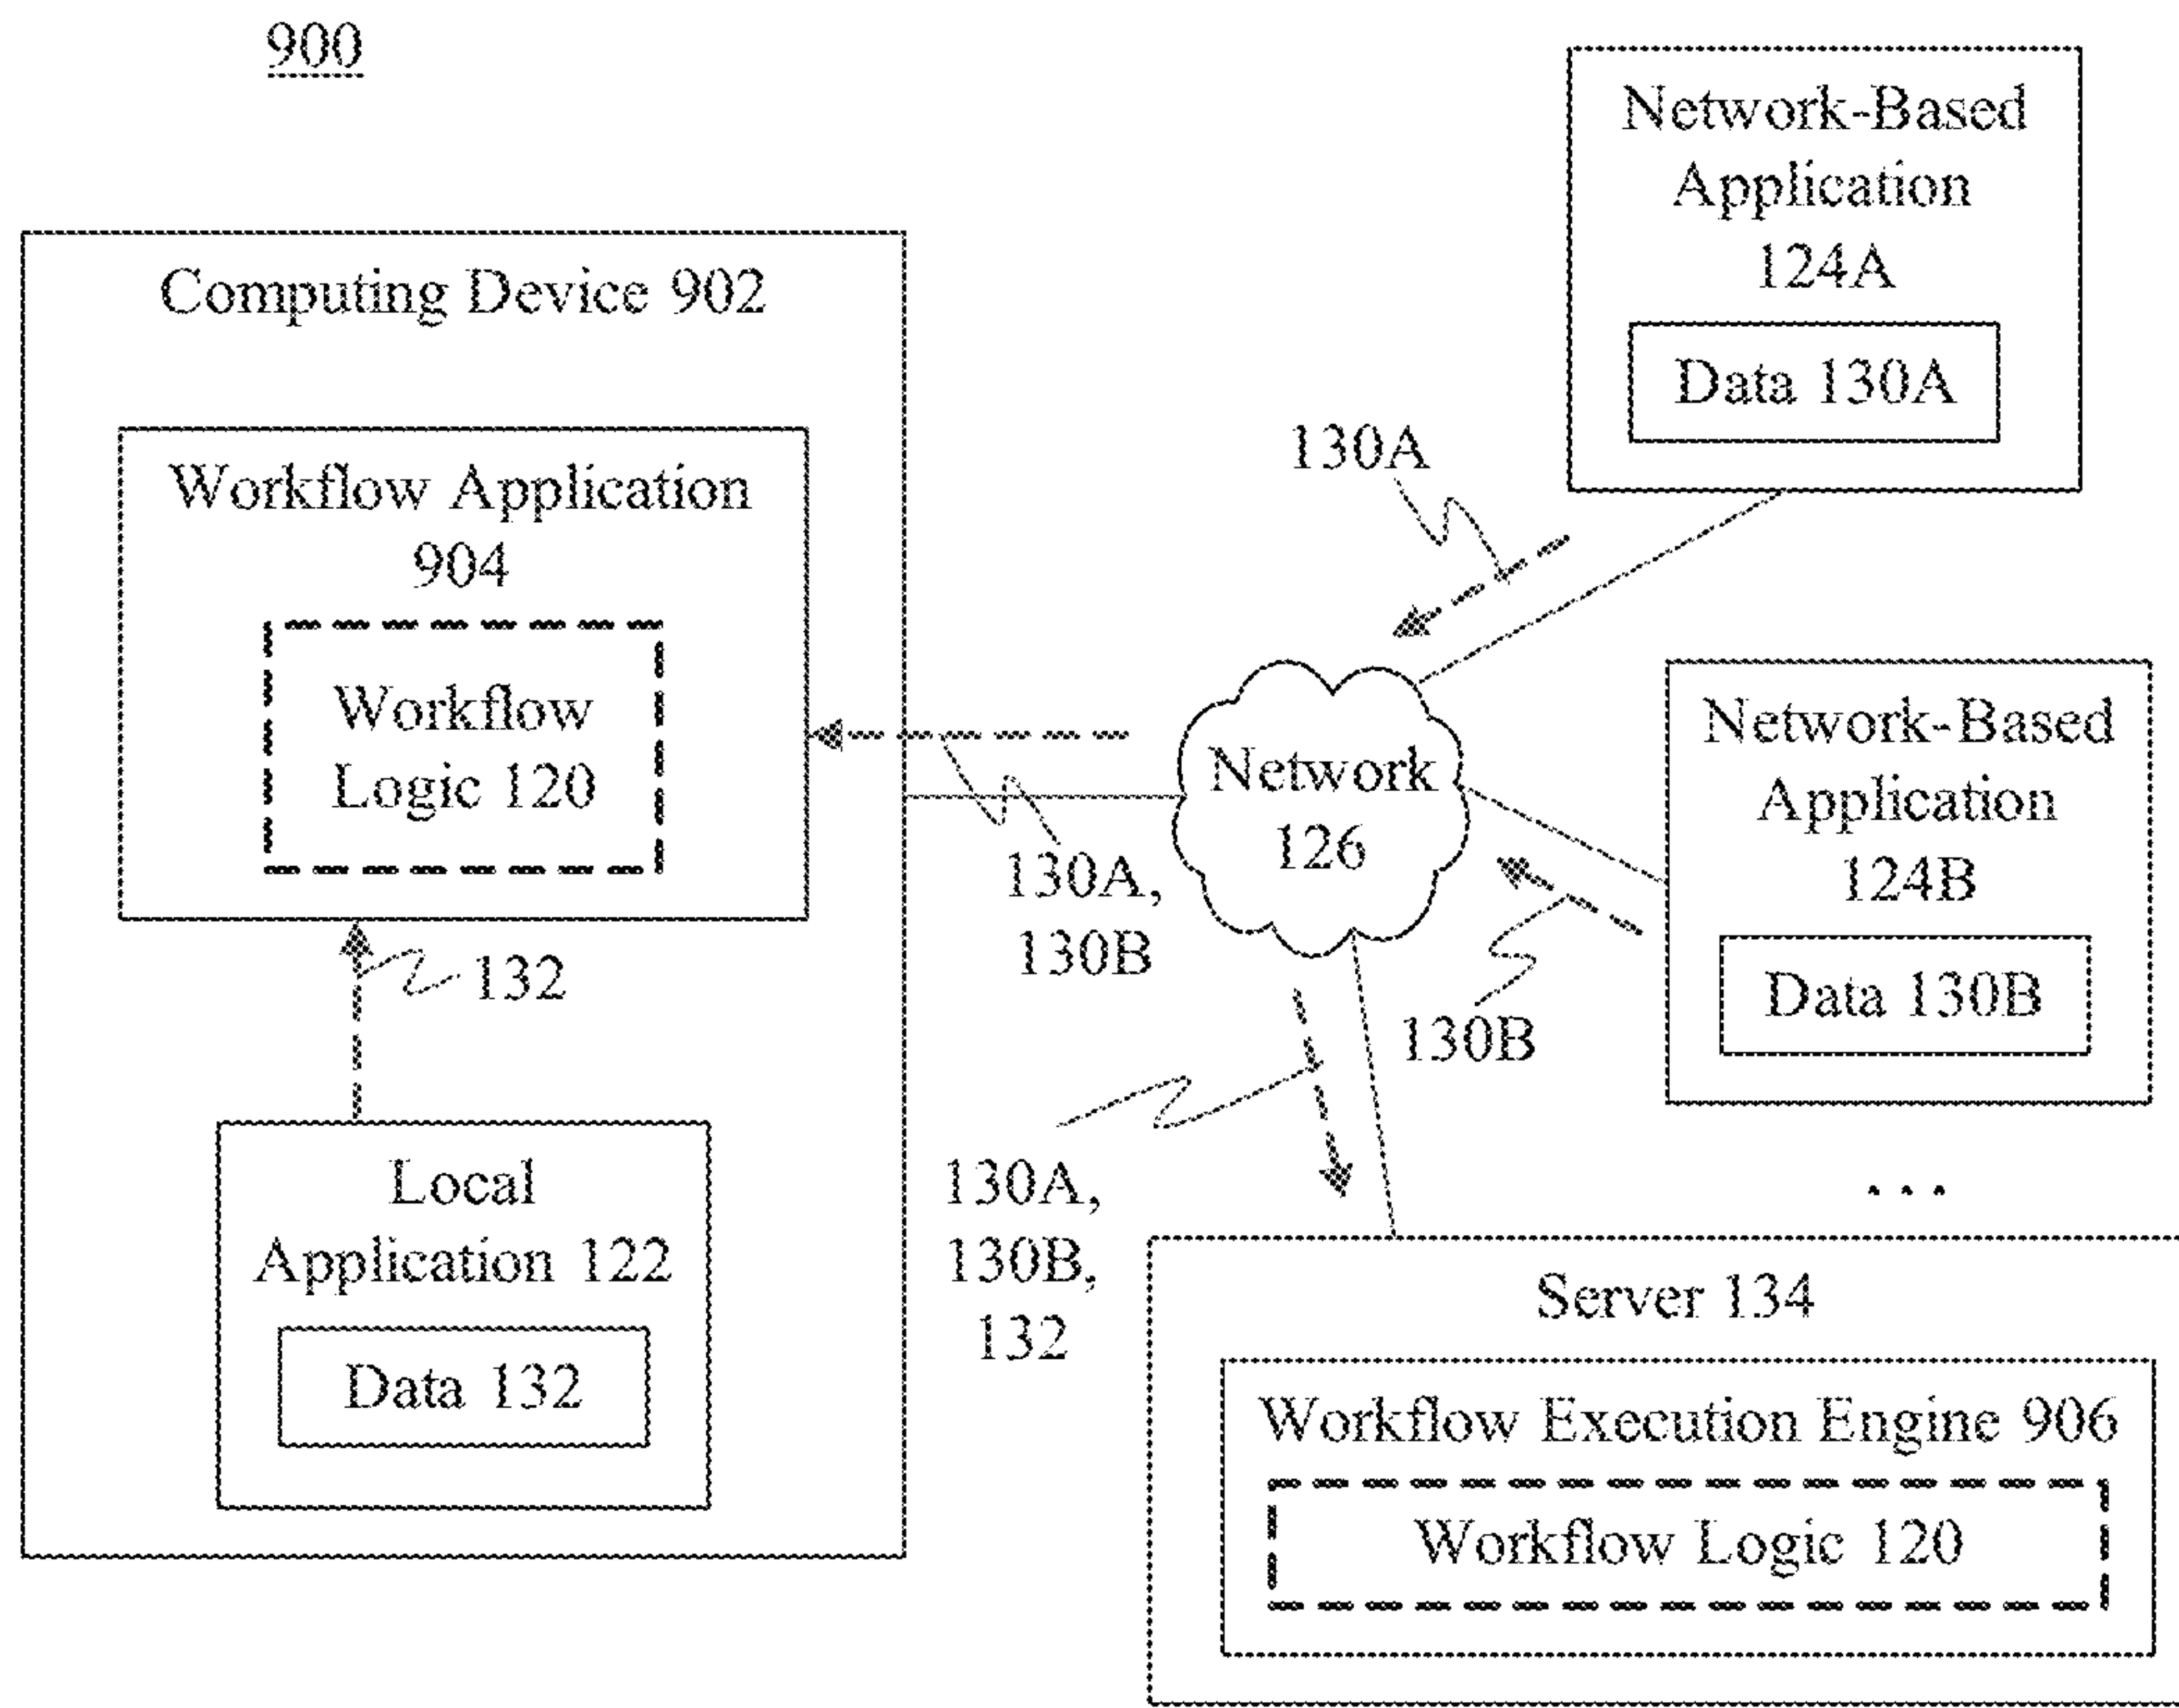 900
Computing Device 902
Workflow Application
904
Workflow
Logic 120
132
Local
Application 122
Data 132
130A,
130B
Network
126
130A
Network-Based
Application
124A
Data 130A
Network-Based
Application
124B
Data 130B
130B
...
130A,
130B,
132
Server 134
Workflow Execution Engine 906
Workflow Logic 120